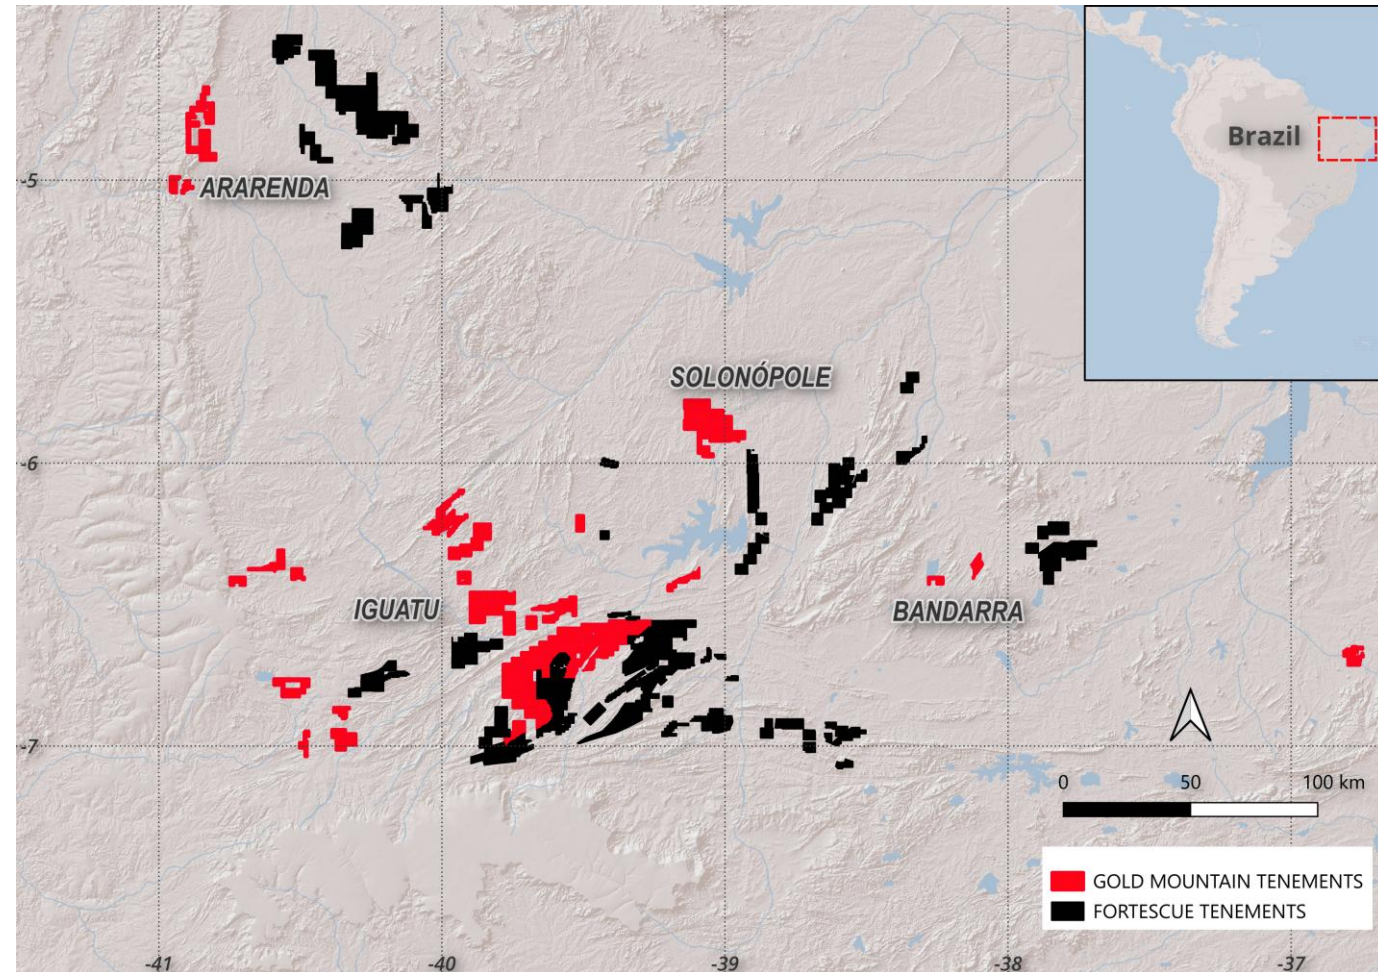 Brazil
-5
ARARENDA
SOLONÓPOLE
-6
IGUATU
BANDARRA
-7
0 50 100 km
GOLD MOUNTAIN TENEMENTS
FORTESCUE TENEMENTS
-41 -40 -39 -38 -37